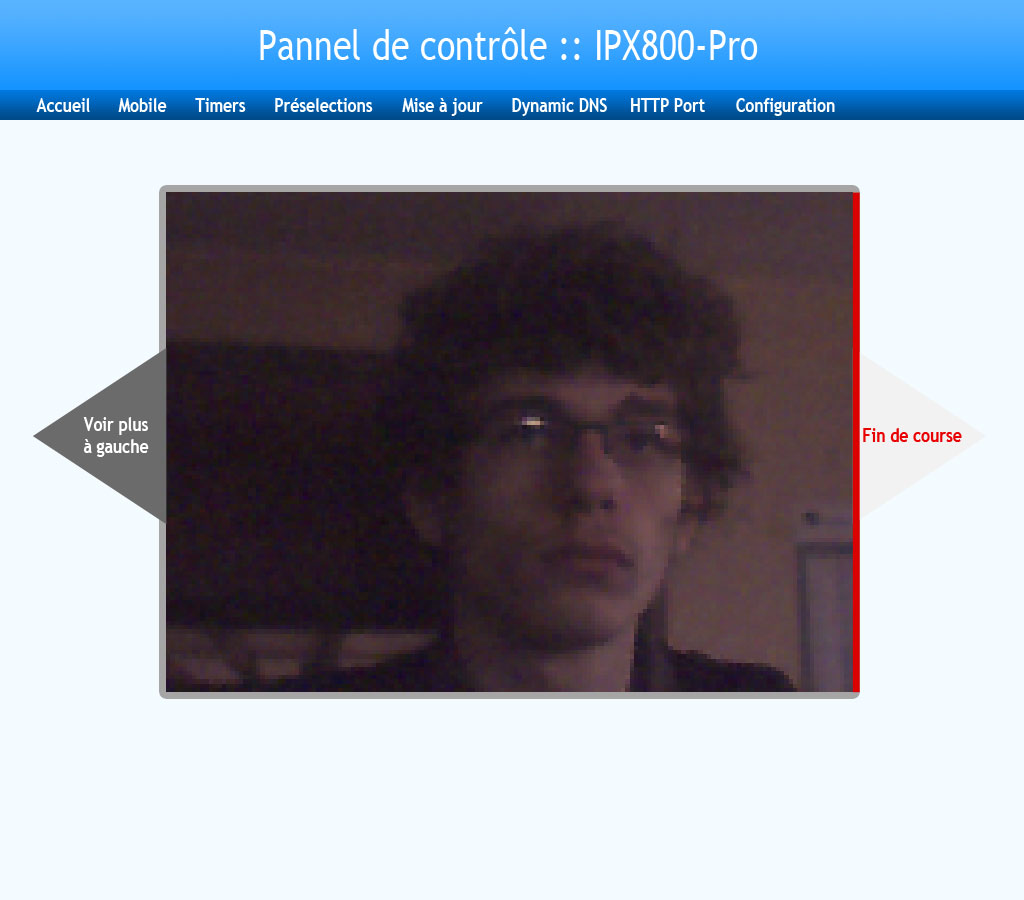 Pannel de contrôle :: IPX800-Pro
Accueil Mobile Timers Préselections Mise à jour Dynamic DNS HTTP Port Configuration
Voir plus
à gauche
Fin de course